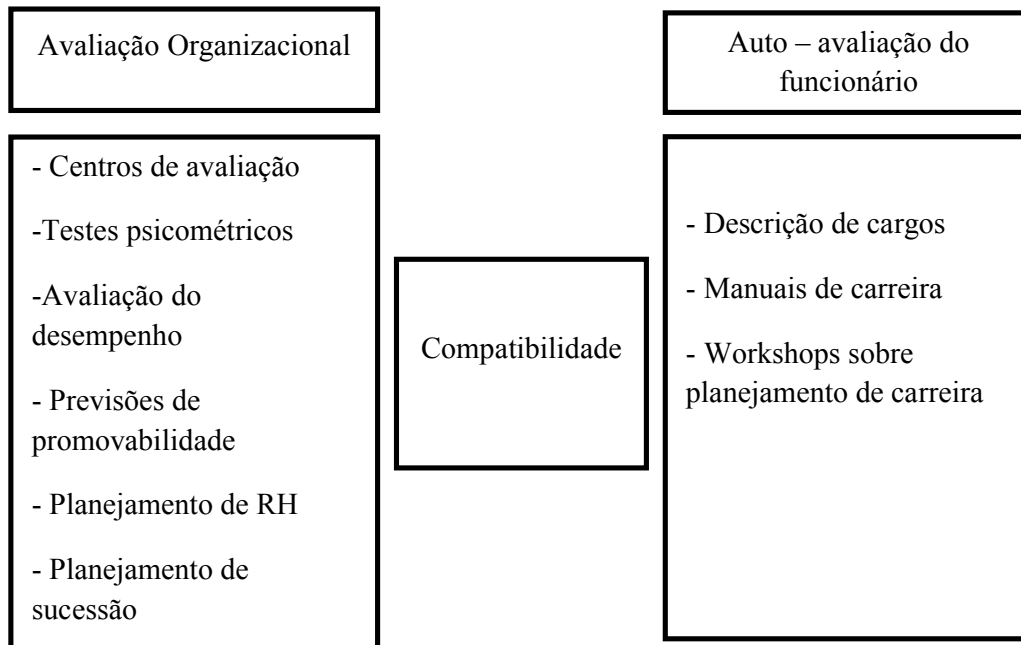 Avaliação Organizacional
Auto – avaliação do
funcionário
- Centros de avaliação
-Testes psicométricos
-Avaliação do
desempenho
- Previsões de
promovabilidade
- Planejamento de RH
- Planejamento de
sucessão
Compatibilidade
- Descrição de cargos
- Manuais de carreira
- Workshops sobre
planejamento de carreira